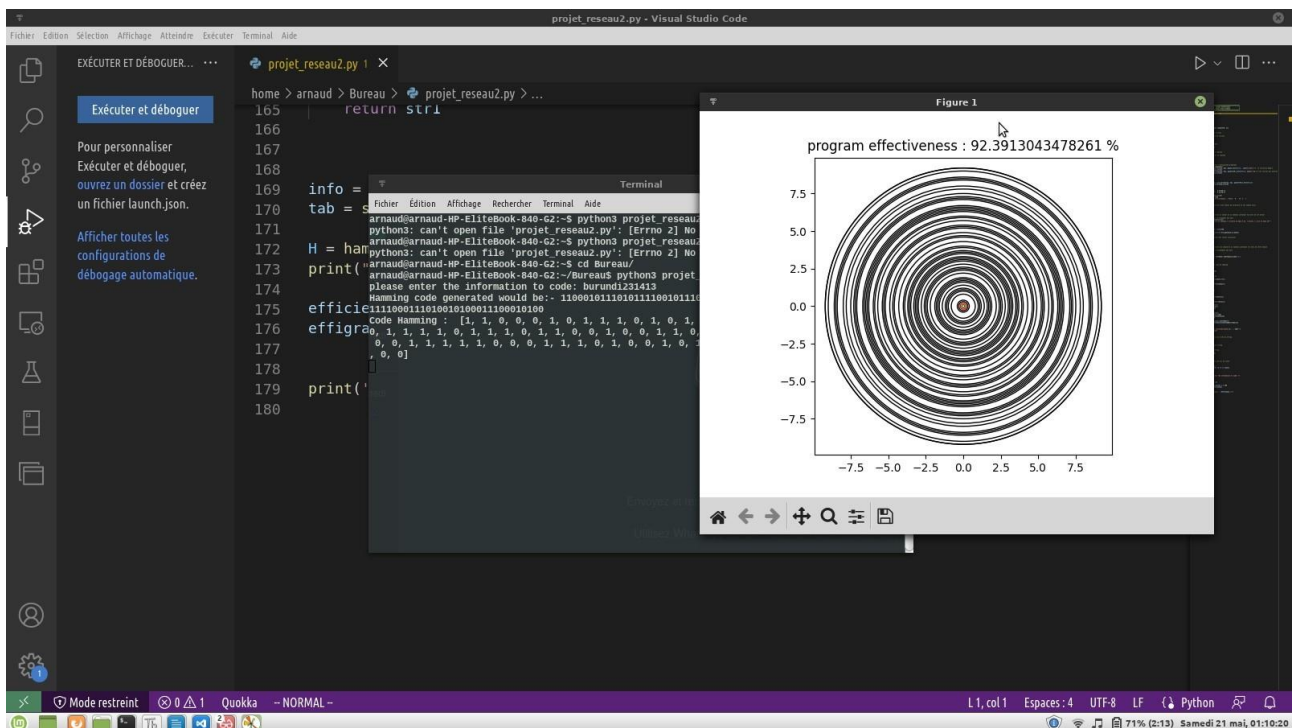 projet_reseau2.py - Visual Studio Code
Fichier Edition Sélection Affichage Atteindre Exécuter Terminal Aide
EXÉCUTER ET DÉBOGUER...
projet_reseau2.py 1
home > arnaud > Bureau > projet_reseau2.py > ...
Exécuter et déboguer
Pour personnaliser
Exécuter et déboguer,
ouvrez un dossier et créez
un fichier launch.json.
Afficher toutes les
configurations de
débogage automatique.
165 return str1
166
167
168
169 info =
170 tab = s
171
172 H = ham
173 print("
174
175 efficie
176 effigra
177
178
179 print('
180
Terminal
Fichier Édition Affichage Rechercher Terminal Aide
arnaud@arnaud-HP-EliteBook-840-G2:~$ python3 projet_reseau2
python3: can't open file 'projet_reseau2.py': [Errno 2] No
arnaud@arnaud-HP-EliteBook-840-G2:~$ python3 projet_reseau2
python3: can't open file 'projet_reseau2.py': [Errno 2] No
arnaud@arnaud-HP-EliteBook-840-G2:~$ cd Bureau/
arnaud@arnaud-HP-EliteBook-840-G2:~/Bureau$ python3 projet_
please enter the information to code: burundi231413
Hamming code generated would be:- 1100010111010111100101110
11110001110100101000111001010 0
Code Hamming : [1, 1, 0, 0, 0, 1, 0, 1, 1, 1, 0, 1, 0, 1,
0, 1, 1, 1, 1, 0, 1, 1, 1, 0, 1, 1, 0, 0, 1, 0, 0, 1, 1, 0,
0, 0, 1, 1, 1, 1, 1, 0, 0, 0, 1, 1, 1, 0, 1, 0, 0, 1, 0, 1
, 0, 0]
Figure 1
program effectiveness : 92.3913043478261 %
7.5
5.0
2.5
0.0
−2.5
−5.0
−7.5
−7.5 −5.0 −2.5 0.0 2.5 5.0 7.5
Mode restreint 0 1 Quokka -- NORMAL -- L 1, col 1 Espaces : 4 UTF-8 LF Python
71% (2:13) Samedi 21 mai, 01:10:20